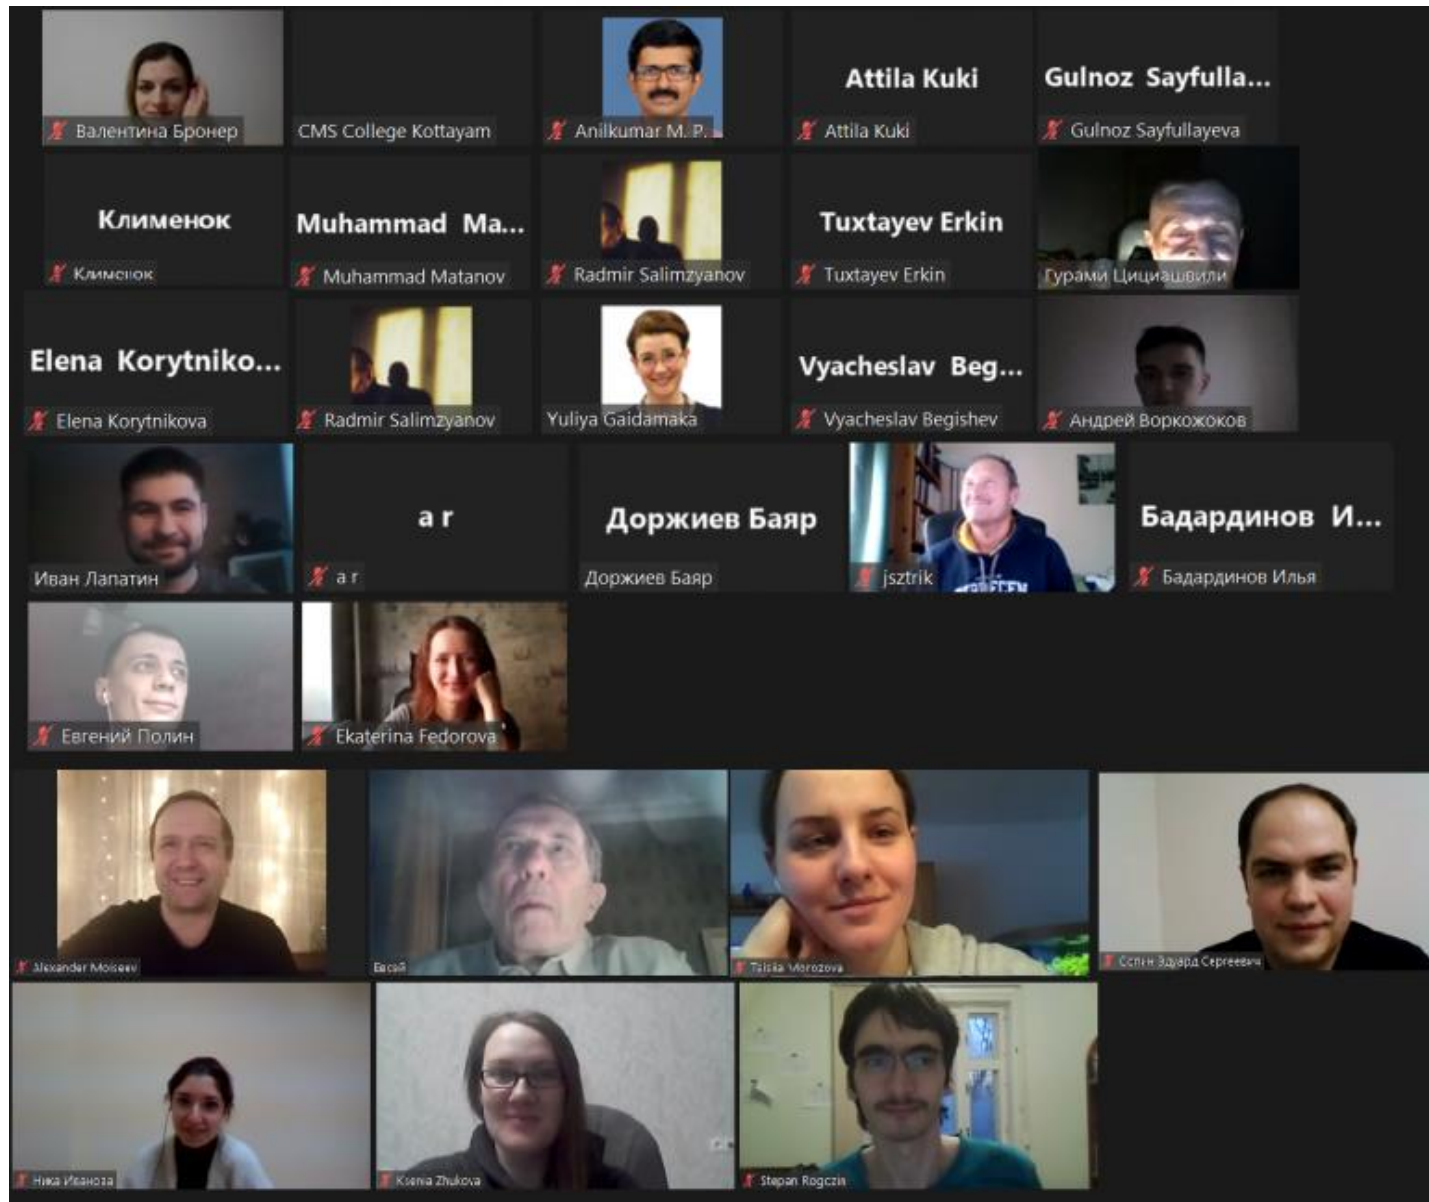 Валентина Бронер
CMS College Kottayam
Anilkumar M. P.
Attila Kuki
Attila Kuki
Gulnoz Sayfulla...
Gulnoz Sayfullayeva
Клименок
Клименок
Muhammad Ma...
Muhammad Matanov
Radmir Salimzyanov
Tuxtayev Erkin
Tuxtayev Erkin
Гурами Цициашвили
Elena Korytniko...
Elena Korytnikova
Radmir Salimzyanov
Yuliya Gaidamaka
Vyacheslav Beg...
Vyacheslav Begishev
Андрей Воркожоков
Иван Лапатин
a r
a r
Доржиев Баяр
Доржиев Баяр
jsztrik
Бадардинов И...
Бадардинов Илья
Евгений Полин
Ekaterina Fedorova
Alexander Moiseev
Taisiia Morozova
Эдуард Сергеевич
Ника Иванова
Ksenia Zhukova
Stepan Rogczin